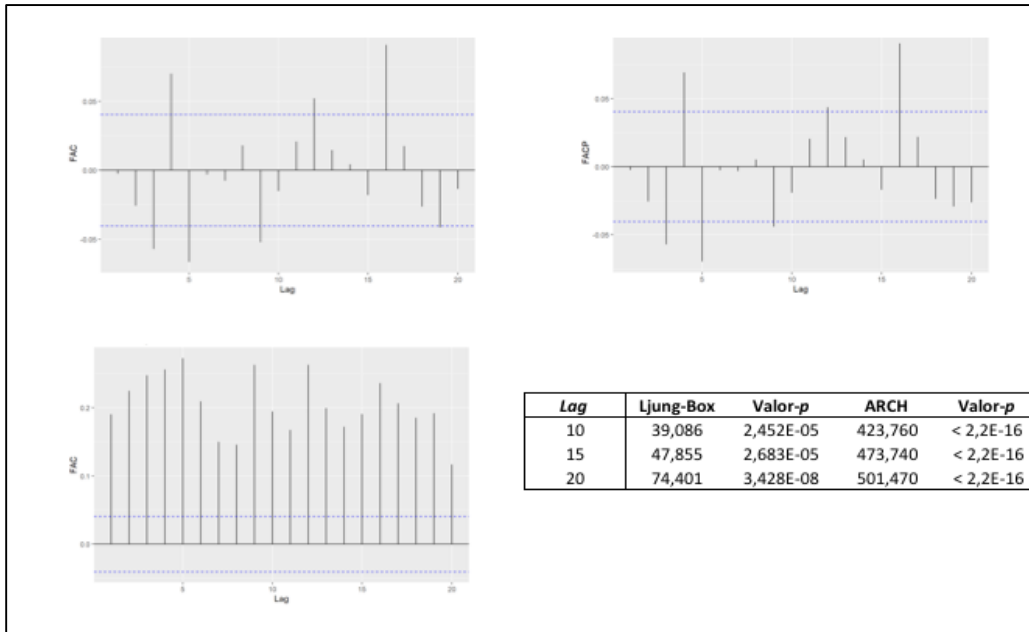 0.05
0.00
-0.05
FAC
5
10
15
20
Lag
0.05
0.00
-0.05
FACP
5
10
15
20
Lag
0.2
0.1
0.0
FAC
5
10
15
20
Lag
Lag Ljung-Box Valor-p ARCH Valor-p
10 39,086 2,452E-05 423,760 < 2,2E-16
15 47,855 2,683E-05 473,740 < 2,2E-16
20 74,401 3,428E-08 501,470 < 2,2E-16